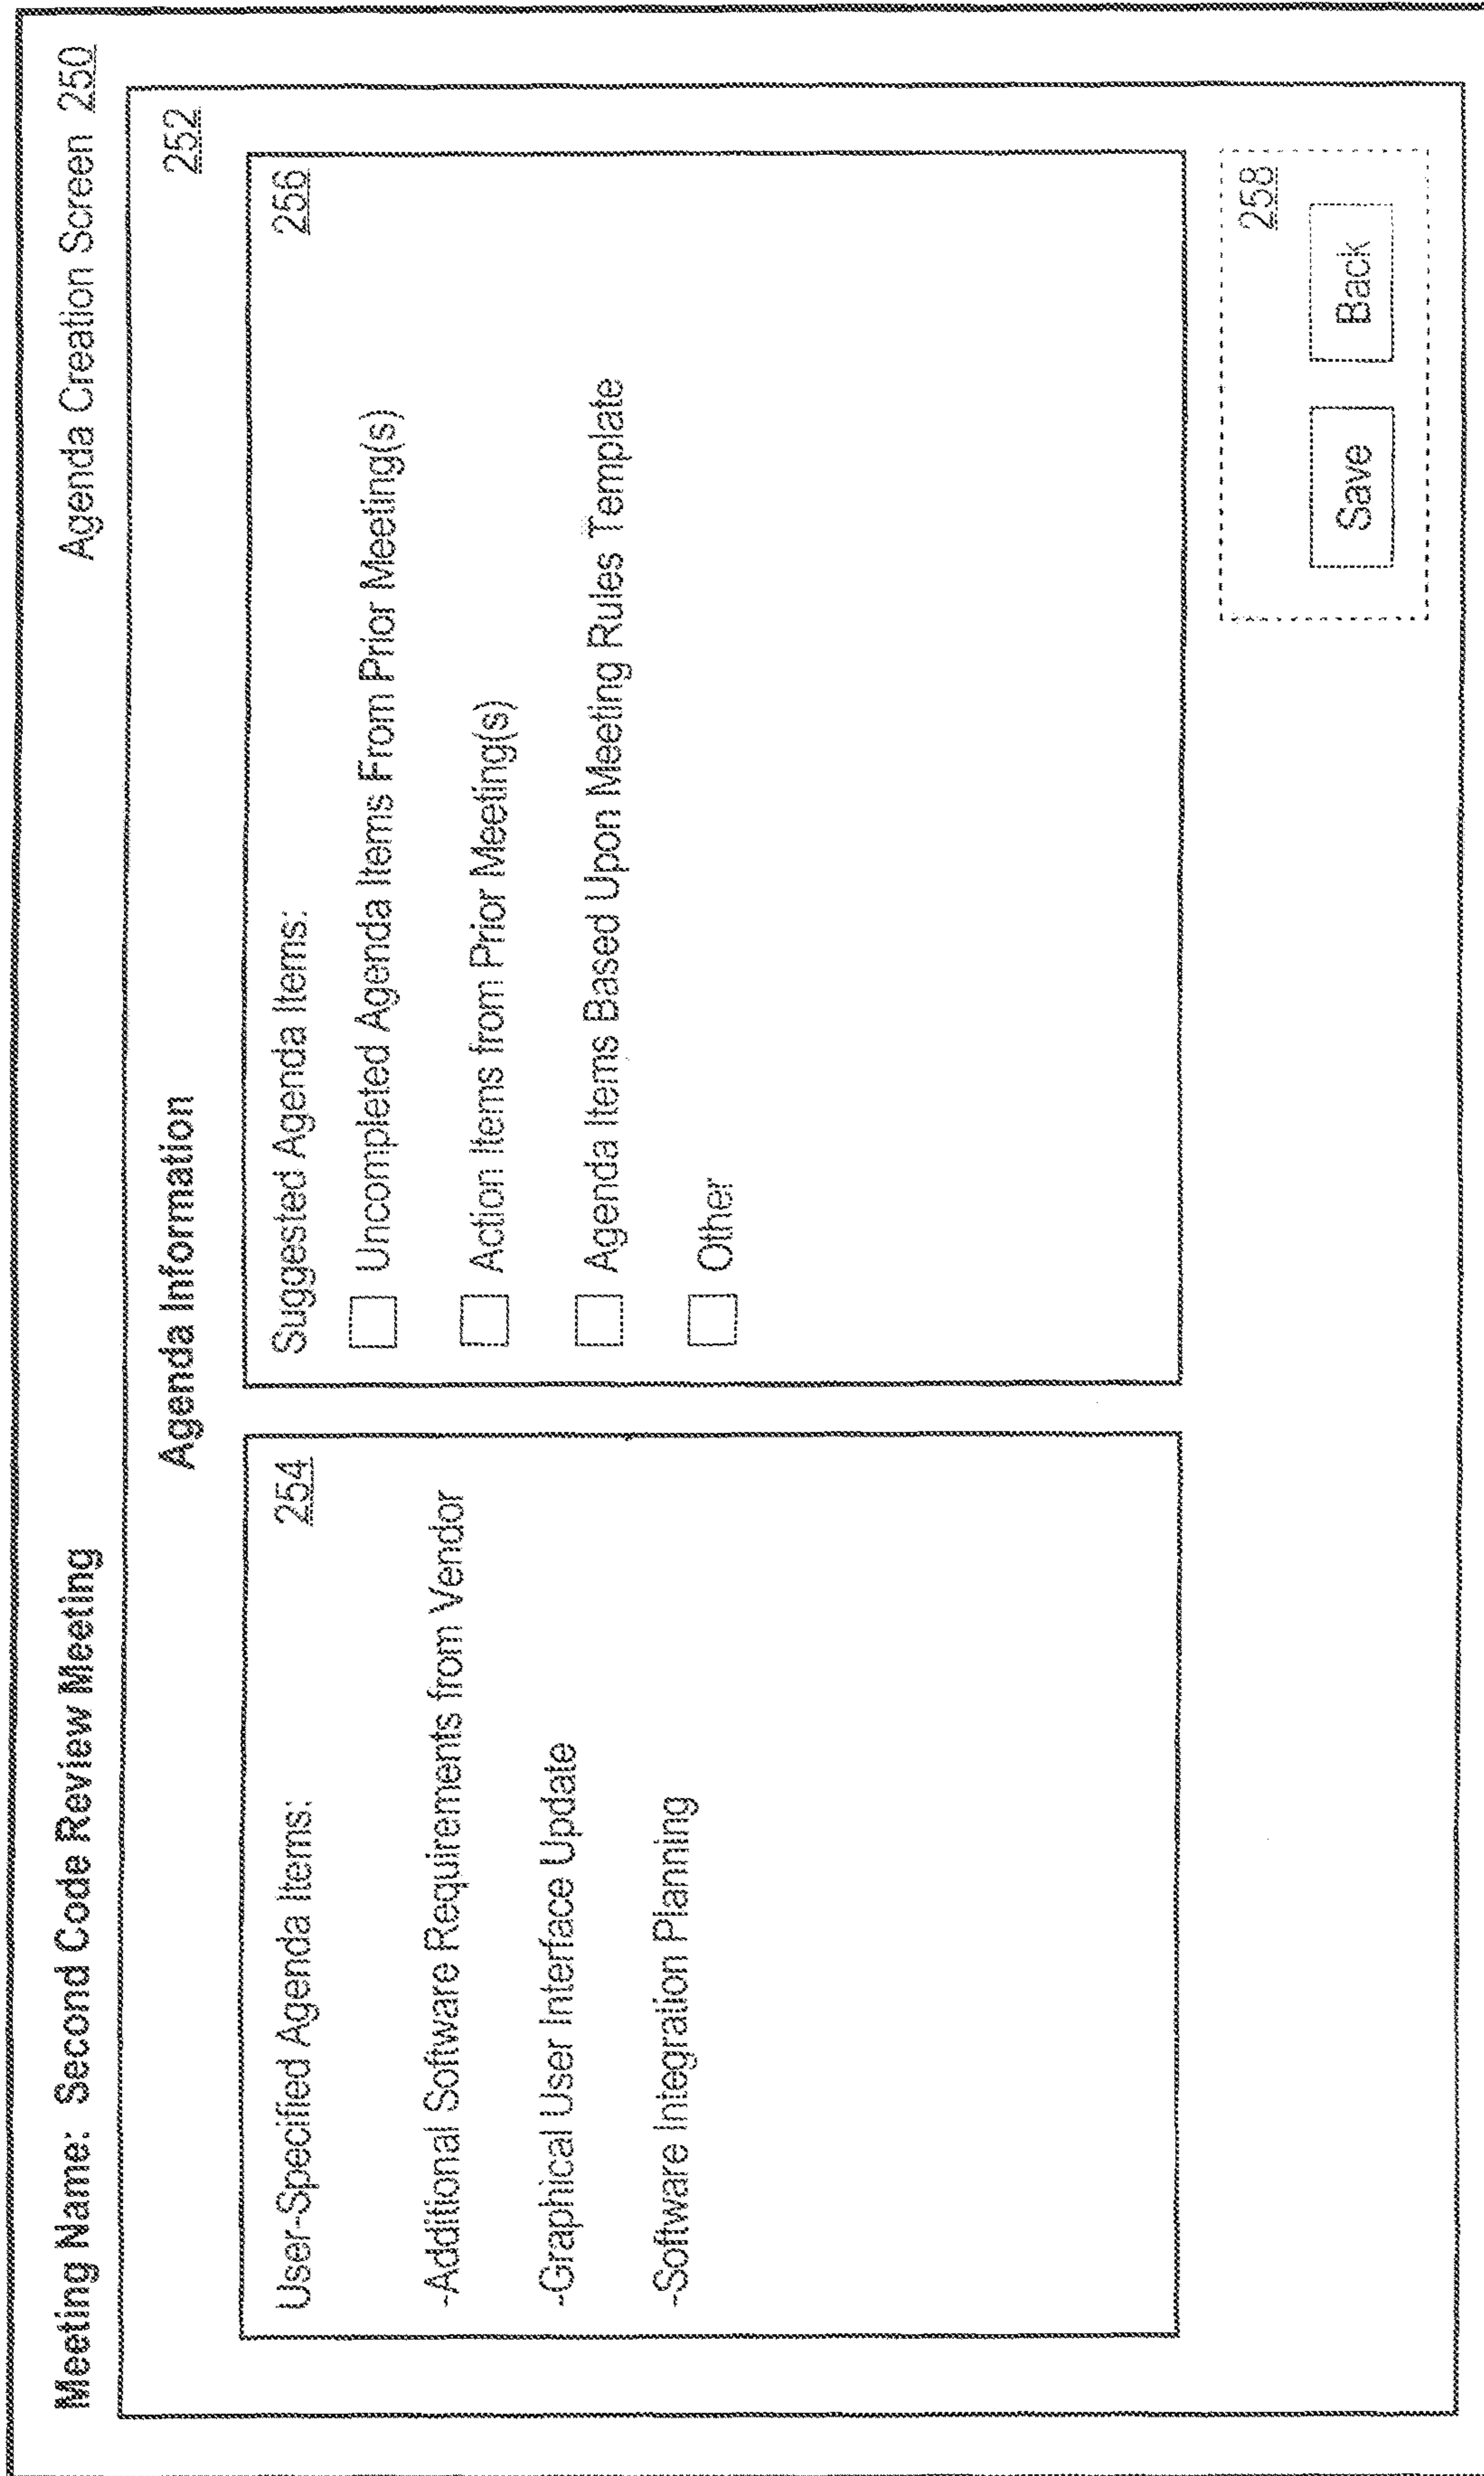 Meeting Name: Second Code Review Meeting
Agenda Creation Screen 250
Agenda Information
252
254
User-Specified Agenda Items:
-Additional Software Requirements from Vendor
-Graphical User Interface Update
-Software Integration Planning
256
Suggested Agenda Items:
Uncompleted Agenda Items From Prior Meeting(s)
Action Items from Prior Meeting(s)
Agenda Items Based Upon Meeting Rules Template
Other
258
Save
Back